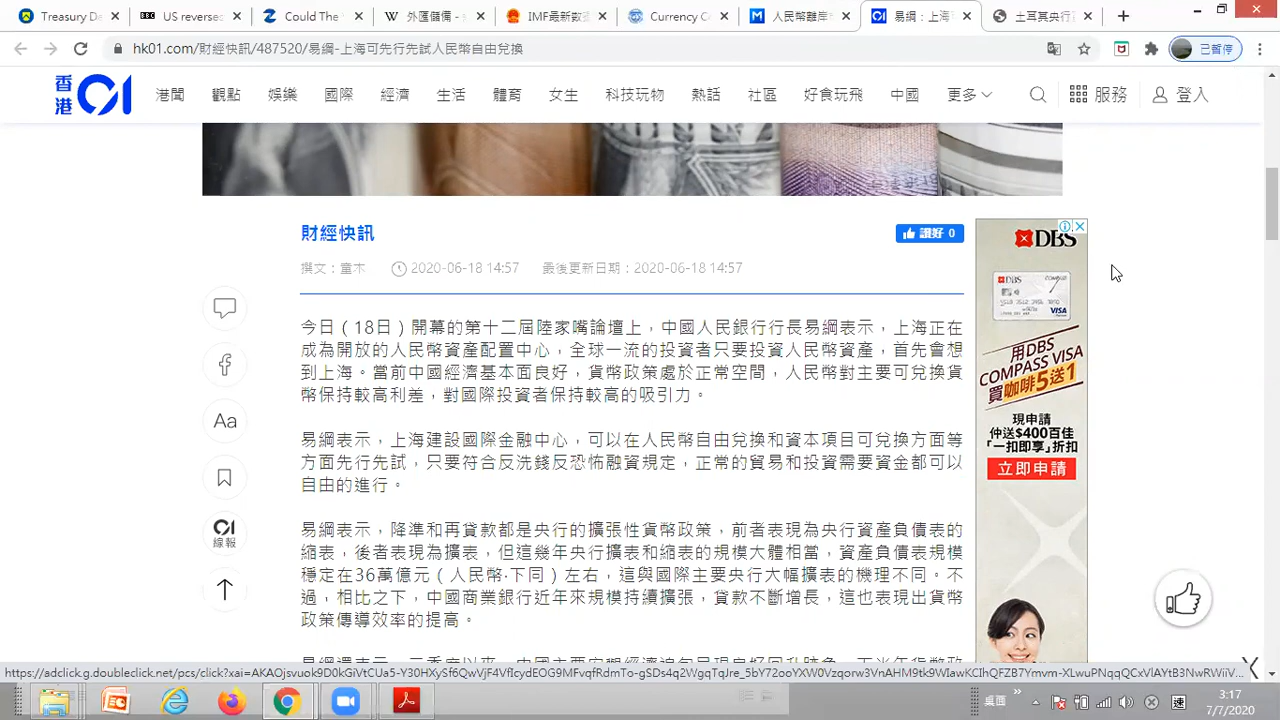 Treasury De
US reversec
Could The
外匯儲備 -
IMF最新數
Currency C
人民幣離岸
易綱：上海
土耳其央行
hk01.com/財經快訊/487520/易綱-上海可先行先試人民幣自由兌換
已暫停
香港01
港聞 觀點 娛樂 國際 經濟 生活 體育 女生 科技玩物 熱話 社區 好食玩飛 中國 更多 服務 登入
財經快訊
讚好 0
撰文：童木 2020-06-18 14:57 最後更新日期：2020-06-18 14:57
今日（18日）開幕的第十二屆陸家嘴論壇上，中國人民銀行行長易綱表示，上海正在
成為開放的人民幣資產配置中心，全球一流的投資者只要投資人民幣資產，首先會想
到上海。當前中國經濟基本面良好，貨幣政策處於正常空間，人民幣對主要可兌換貨
幣保持較高利差，對國際投資者保持較高的吸引力。
易綱表示，上海建設國際金融中心，可以在人民幣自由兌換和資本項目可兌換方面等
方面先行先試，只要符合反洗錢反恐怖融資規定，正常的貿易和投資需要資金都可以
自由的進行。
易綱表示，降準和再貸款都是央行的擴張性貨幣政策，前者表現為央行資產負債表的
縮表，後者表現為擴表，但這幾年央行擴表和縮表的規模大體相當，資產負債表規模
穩定在36萬億元（人民幣‧下同）左右，這與國際主要央行大幅擴表的機理不同。不
過，相比之下，中國商業銀行近年來規模持續擴張，貸款不斷增長，這也表現出貨幣
政策傳導效率的提高。
Aa
01
線報
DBS
DBS
COMPASS
VISA
用DBS
COMPASS VISA
買咖啡5送1
現申請
仲送$400百佳
「一扣即享」折扣
立即申請
桌面
速
3:17
7/7/2020